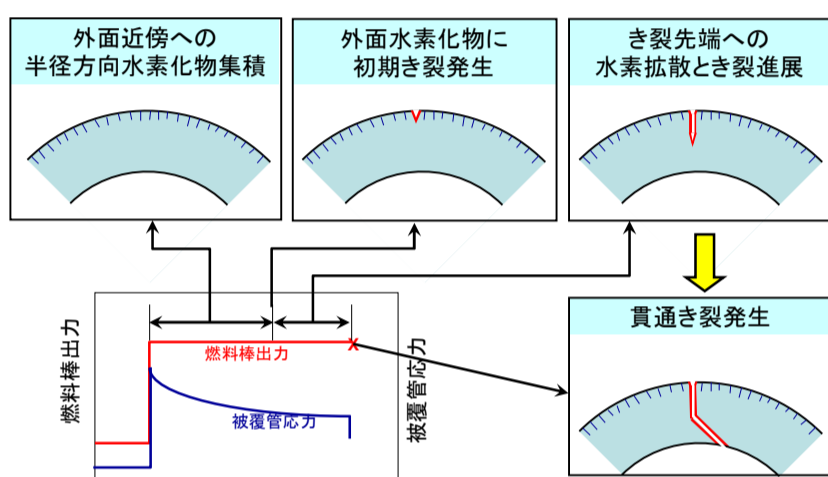 外面近傍への
半径方向水素化物集積
外面水素化物に
初期き裂発生
き裂先端への
水素拡散とき裂進展
貫通き裂発生
燃料棒出力
燃料棒出力
被覆管応力
被覆管応力